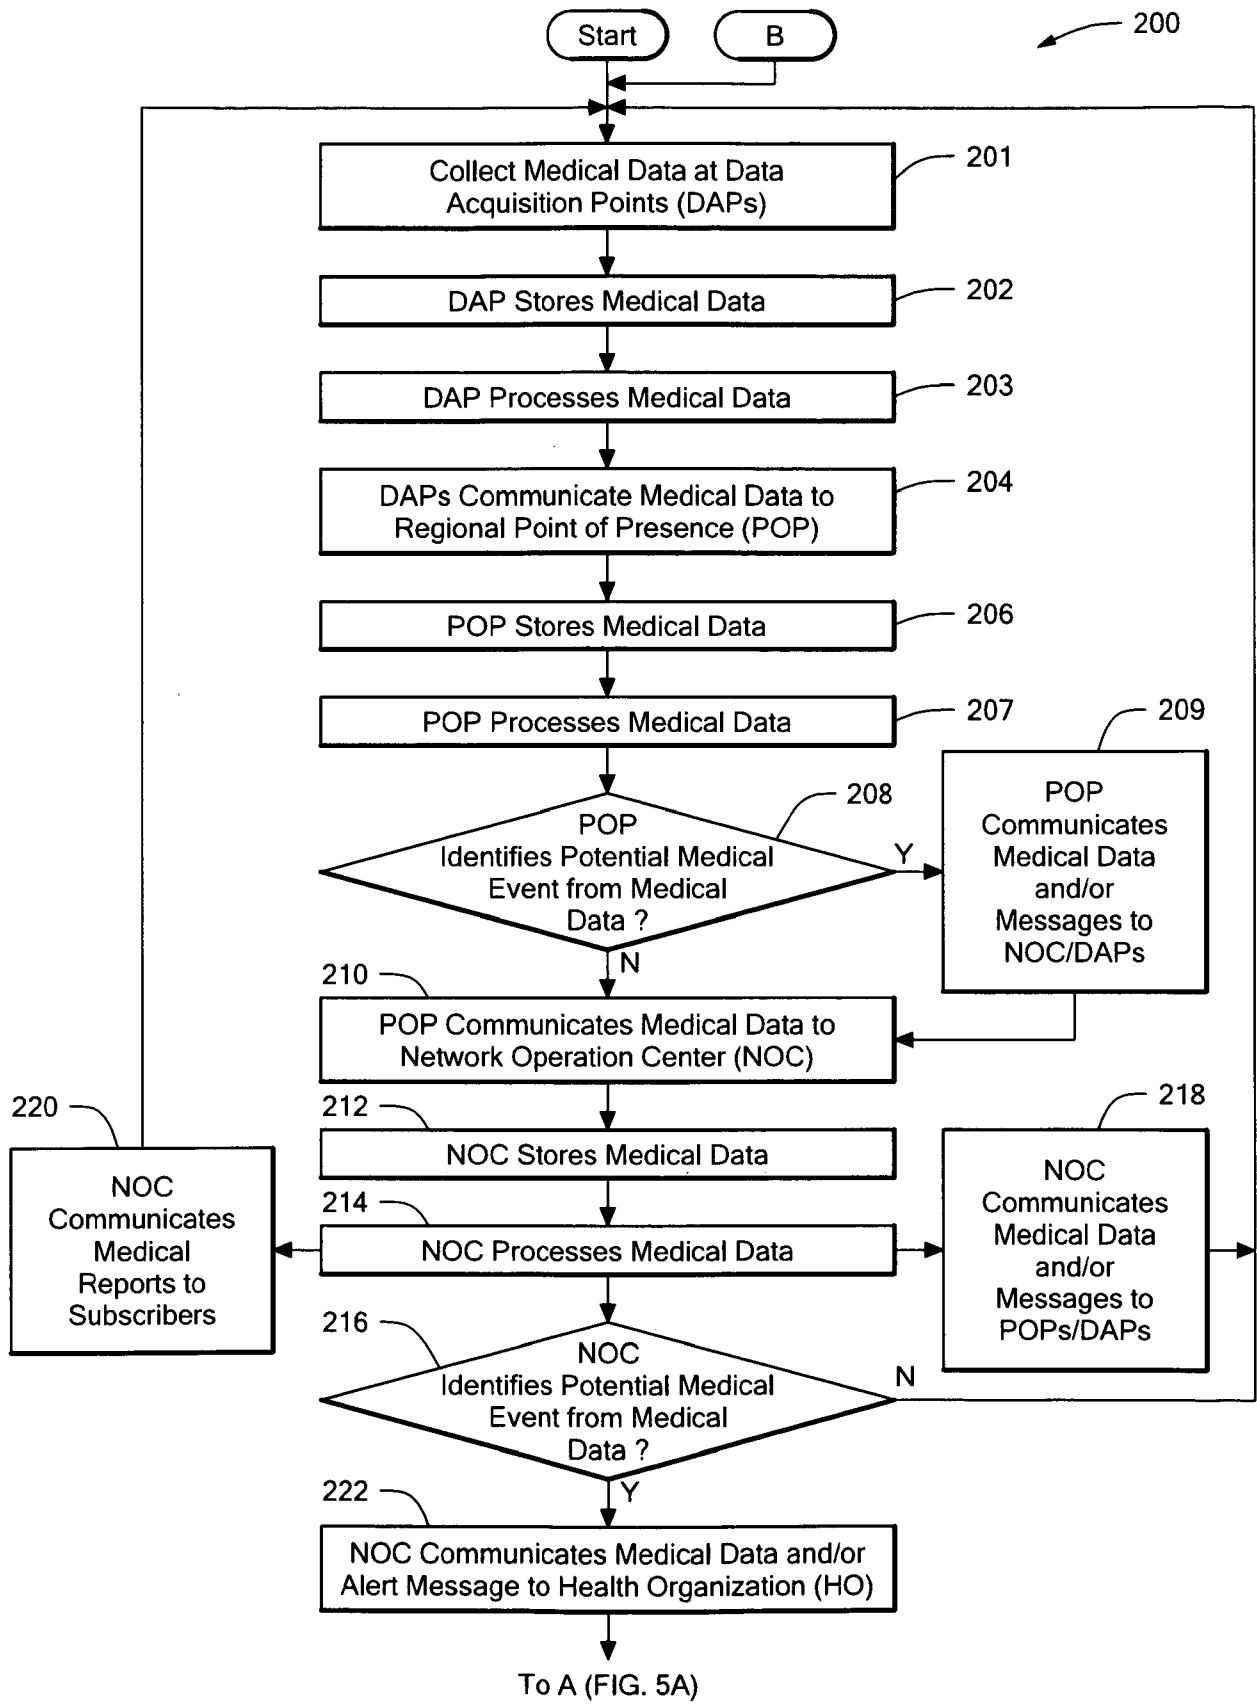 Start
B
200
Collect Medical Data at Data
Acquisition Points (DAPs)
201
DAP Stores Medical Data
202
DAP Processes Medical Data
203
DAPs Communicate Medical Data to
Regional Point of Presence (POP)
204
POP Stores Medical Data
206
POP Processes Medical Data
207
209
POP
Communicates
Medical Data
and/or
Messages to
NOC/DAPs
208
POP
Identifies Potential Medical
Event from Medical
Data ?
Y
N
210
POP Communicates Medical Data to
Network Operation Center (NOC)
212
NOC Stores Medical Data
220
NOC
Communicates
Medical
Reports to
Subscribers
214
NOC Processes Medical Data
218
NOC
Communicates
Medical Data
and/or
Messages to
POPs/DAPs
216
NOC
Identifies Potential Medical
Event from Medical
Data ?
N
Y
222
NOC Communicates Medical Data and/or
Alert Message to Health Organization (HO)
To A (FIG. 5A)